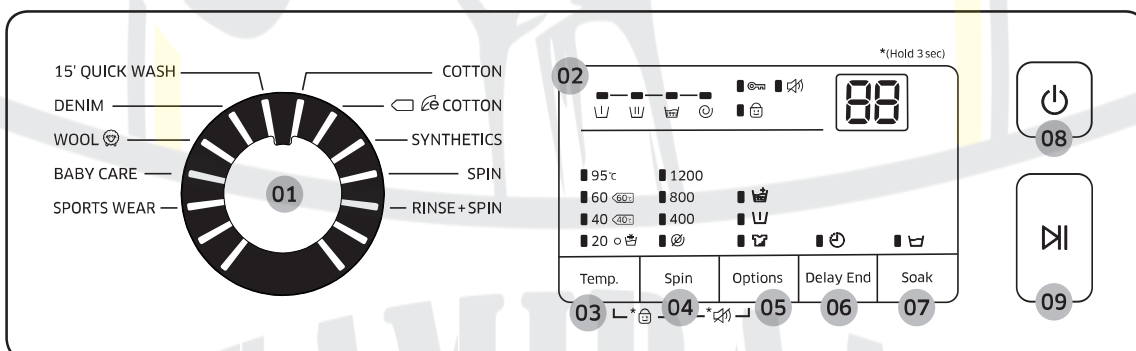 *(Hold 3 sec)
15' QUICK WASH
DENIM
WOOL
BABY CARE
SPORTS WEAR
COTTON
COTTON
SYNTHETICS
SPIN
RINSE+SPIN
01
02
88
95℃ 1200
60 60℃ 800
40 40℃ 400
20
Temp. Spin Options Delay End Soak
03 * 04 * 05 06 07
08
09